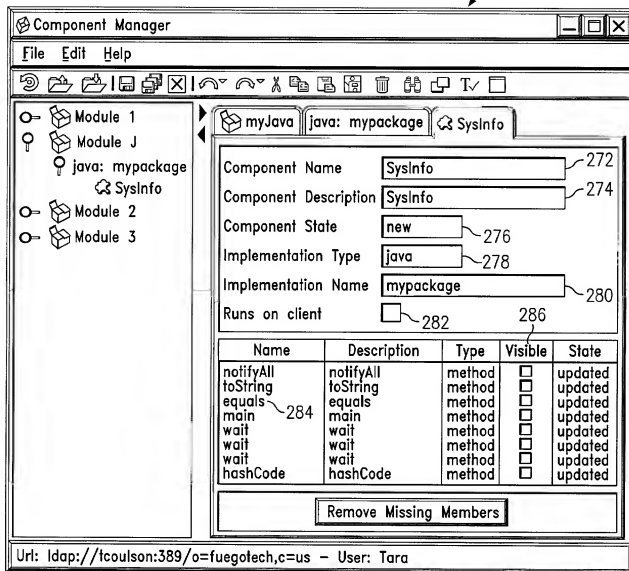 Component Manager
File Edit Help
Module 1
Module J
java: mypackage
SysInfo
Module 2
Module 3
myJava java: mypackage SysInfo
Component Name SysInfo 272
Component Description SysInfo 274
Component State new 276
Implementation Type java 278
Implementation Name mypackage 280
Runs on client 282 286
Name Description Type Visible State
notifyAll notifyAll method updated
toString toString method updated
equals 284 equals method updated
main main method updated
wait wait method updated
wait wait method updated
wait wait method updated
hashCode hashCode method updated
Remove Missing Members
Url: ldap://tcoulson:389/o=fuegotech,c=us – User: Tara